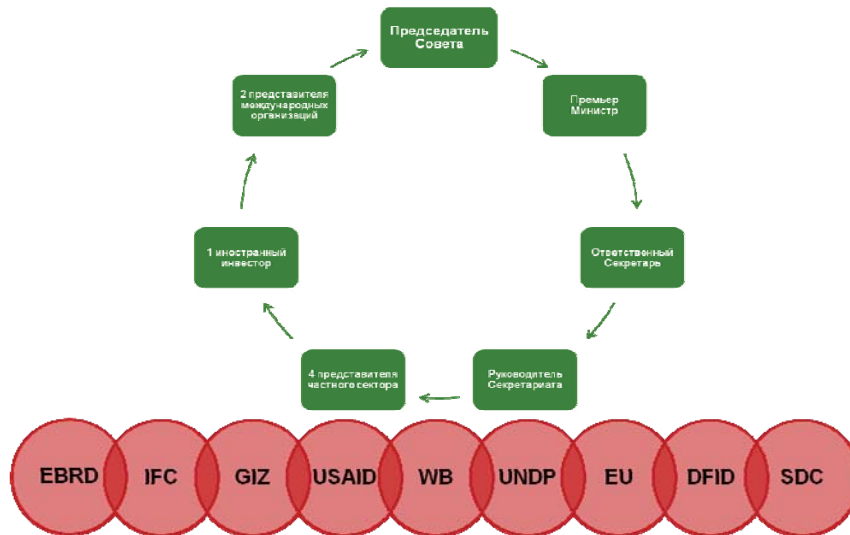 Председатель
Совета
Премьер
Министр
Ответственный
Секретарь
Руководитель
Секретариата
4 представителя
частного сектора
1 иностранный
инвестор
2 представителя
международных
организаций
EBRD IFC GIZ USAID WB UNDP EU DFID SDC